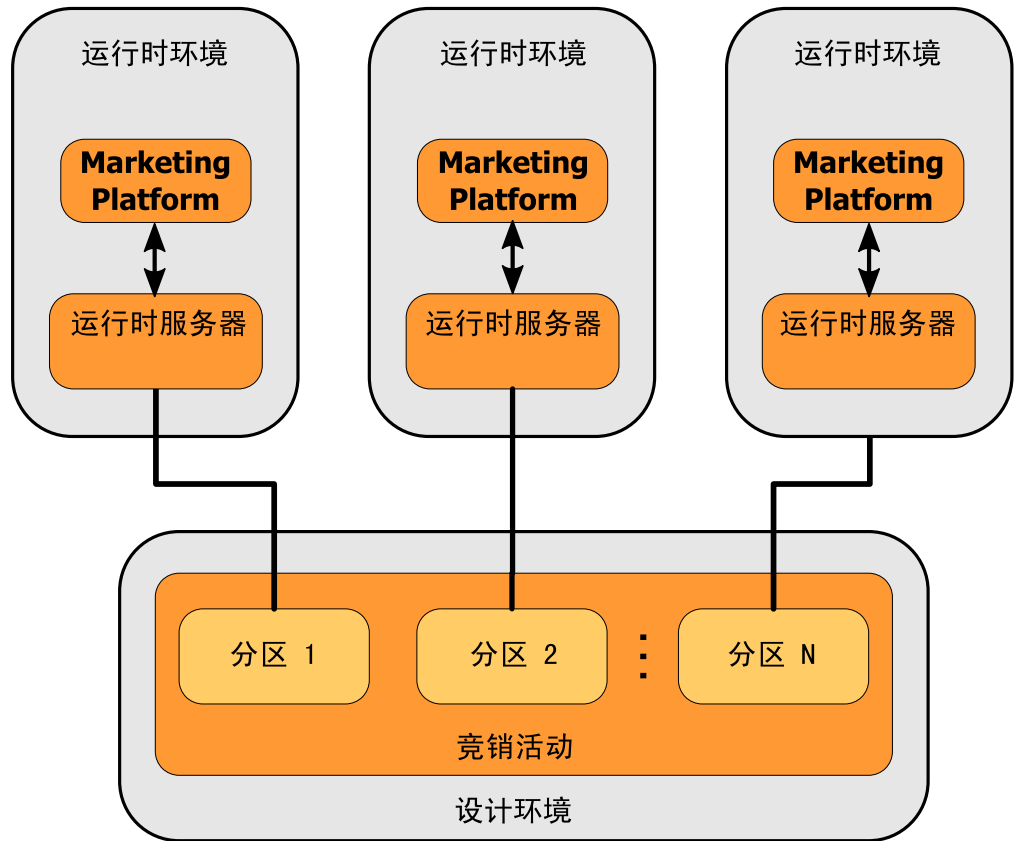 运行时环境
运行时环境
运行时环境
Marketing
Platform
Marketing
Platform
Marketing
Platform
运行时服务器
运行时服务器
运行时服务器
分区 1
分区 2
分区 N
竞销活动
设计环境